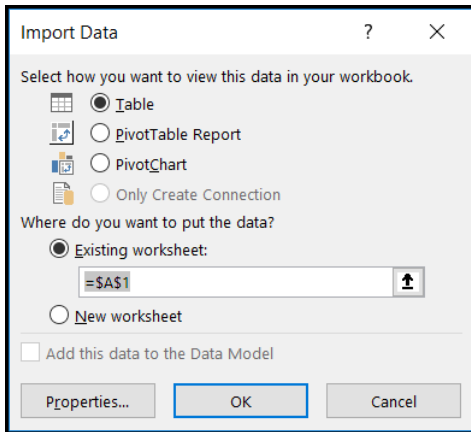 Import Data
?
Select how you want to view this data in your workbook.
Table
PivotTable Report
PivotChart
Only Create Connection
Where do you want to put the data?
Existing worksheet:
=$A$1
New worksheet
Add this data to the Data Model
Properties... OK Cancel